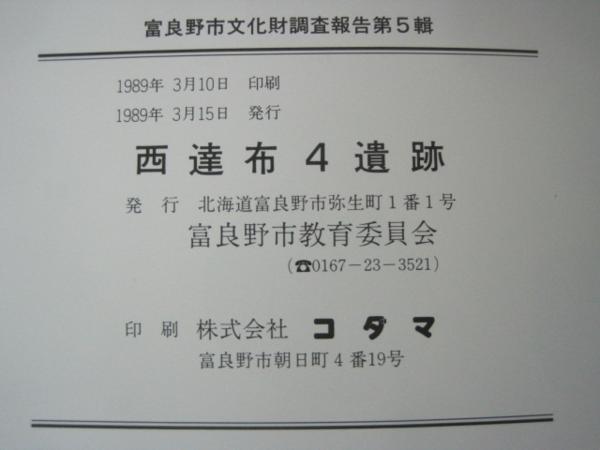 富良野市文化財調査報告第5輯
1989年 3月10日 印刷
1989年 3月15日 発行
西達布4遺跡
発 行 北海道富良野市弥生町1番1号
富良野市教育委員会
(☎0167－23－3521)
印 刷 株式会社 コダマ
富良野市朝日町4番19号